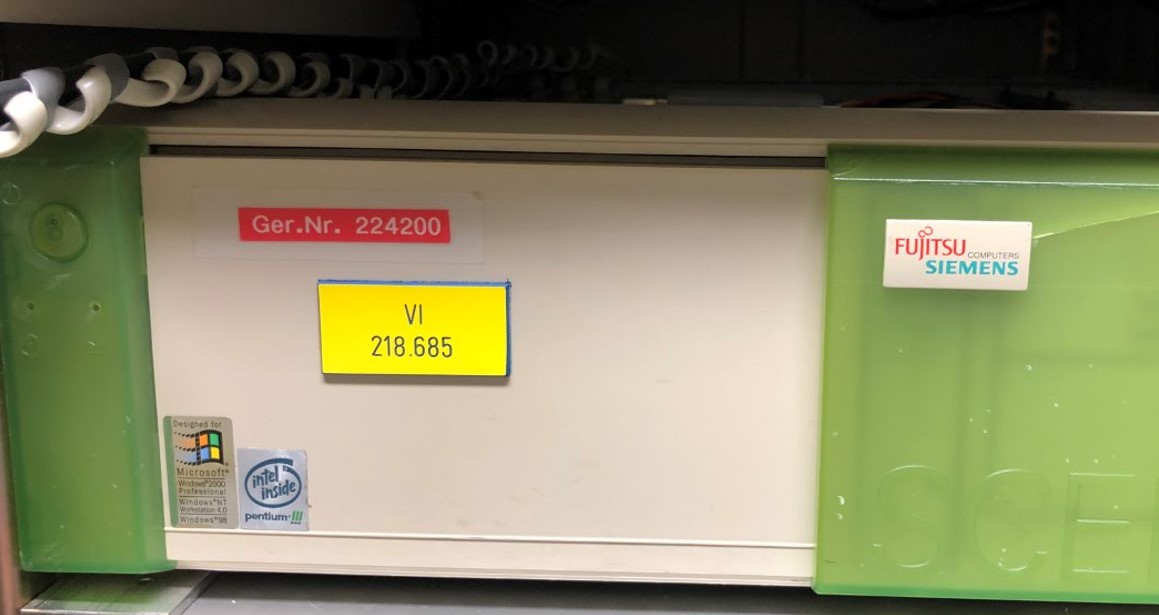 Ger.Nr. 224200
VI
218.685
FUJITSU COMPUTERS
SIEMENS
Designed for
Microsoft®
Windows®2000
Professional
Windows®NT
Workstation 4.0
Windows®98
intel
inside
pentium®III
SCE